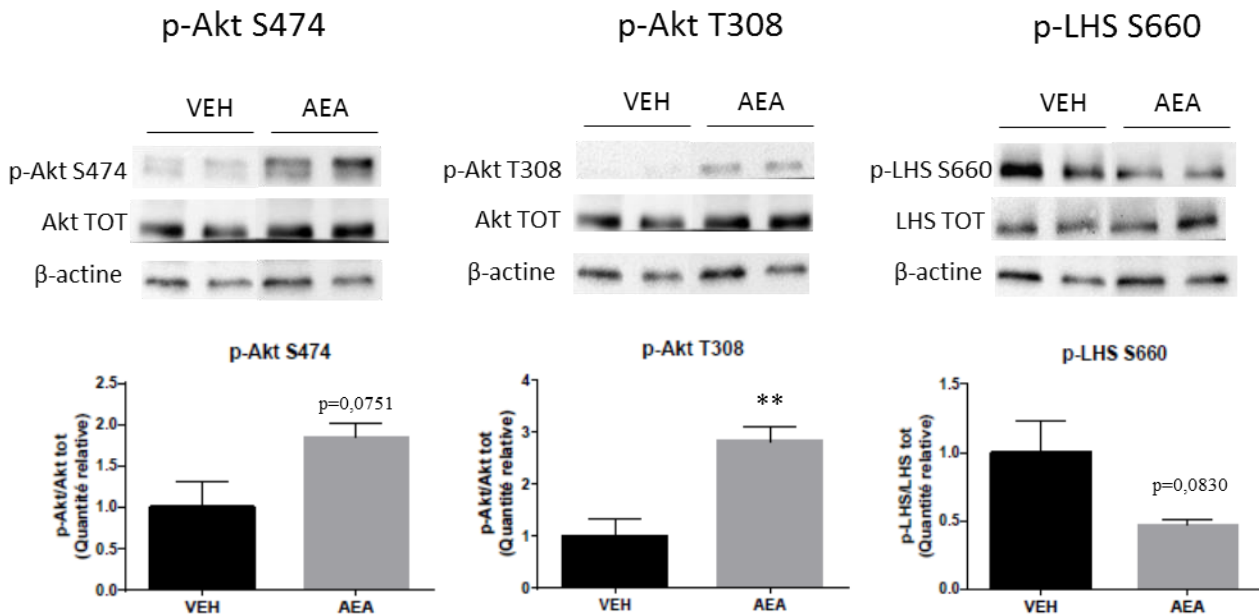 p-Akt S474
VEH AEA
p-Akt S474
Akt TOT
β-actine
p-Akt S474
p-Akt/Akt tot
(Quantité relative)
2.5
2.0
1.5
1.0
0.5
0.0
p=0,0751
VEH AEA
p-Akt T308
VEH AEA
p-Akt T308
Akt TOT
β-actine
p-Akt T308
p-Akt/Akt tot
(Quantité relative)
4
3
2
1
0
**
VEH AEA
p-LHS S660
VEH AEA
p-LHS S660
LHS TOT
β-actine
p-LHS S660
p-LHS/LHS tot
(Quantité relative)
1.5
1.0
0.5
0.0
p=0,0830
VEH AEA